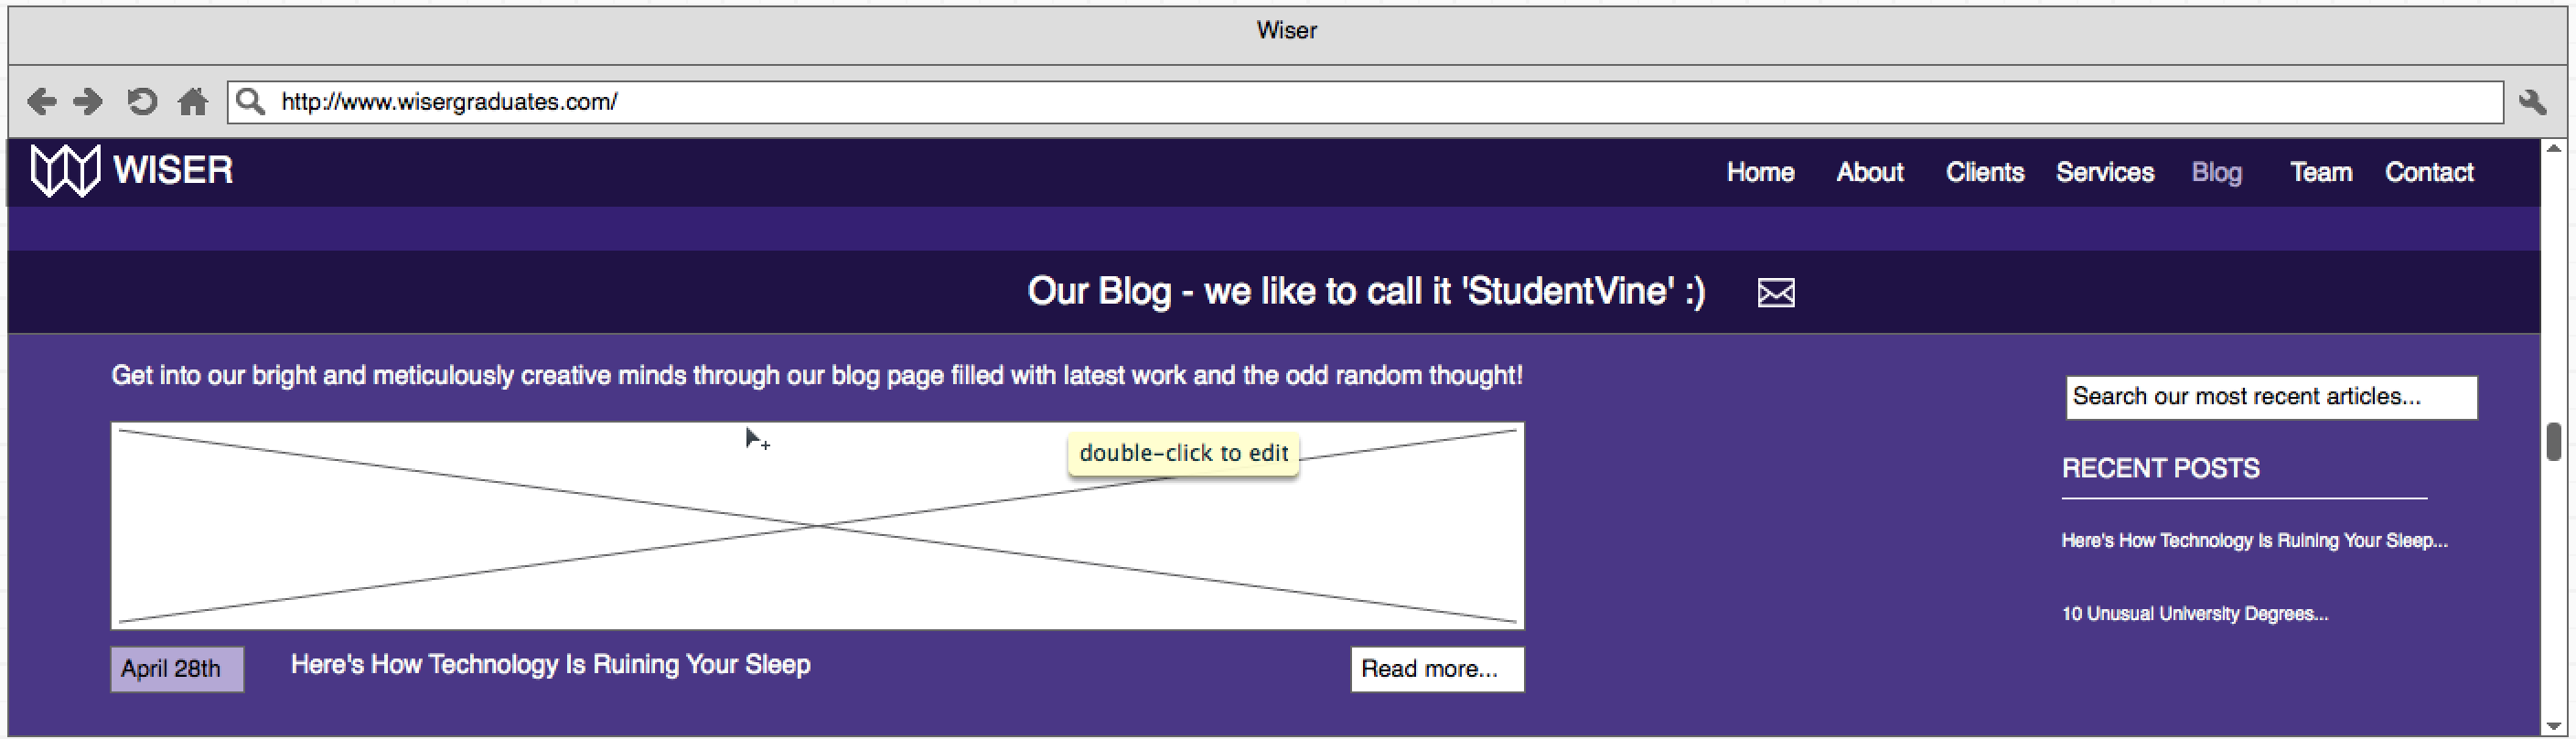 Wiser
http://www.wisergraduates.com/
WISER
Home About Clients Services Blog Team Contact
Our Blog - we like to call it 'StudentVine' :)
Get into our bright and meticulously creative minds through our blog page filled with latest work and the odd random thought!
Search our most recent articles...
double-click to edit
RECENT POSTS
Here's How Technology Is Ruining Your Sleep...
10 Unusual University Degrees...
April 28th
Here's How Technology Is Ruining Your Sleep
Read more...